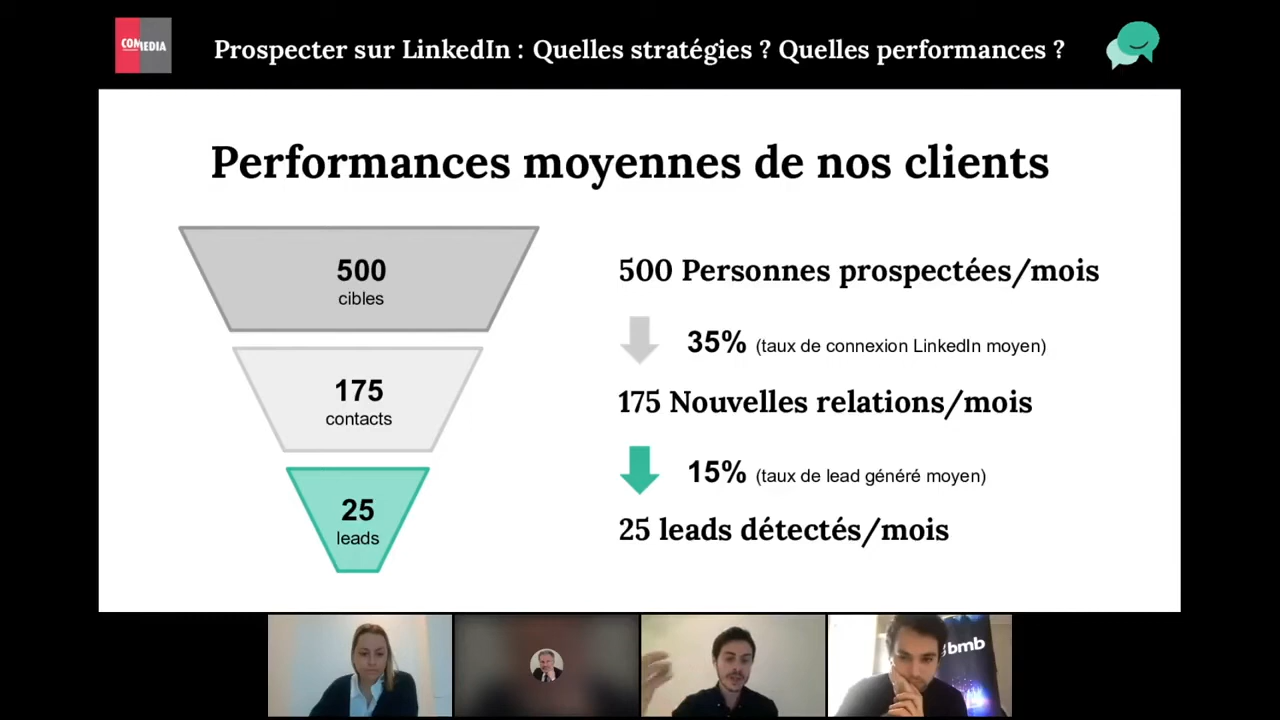 COMMEDIA
Prospecter sur LinkedIn : Quelles stratégies ? Quelles performances ?
Performances moyennes de nos clients
500
cibles
175
contacts
25
leads
500 Personnes prospectées/mois
35% (taux de connexion LinkedIn moyen)
175 Nouvelles relations/mois
15% (taux de lead généré moyen)
25 leads détectés/mois
bmb